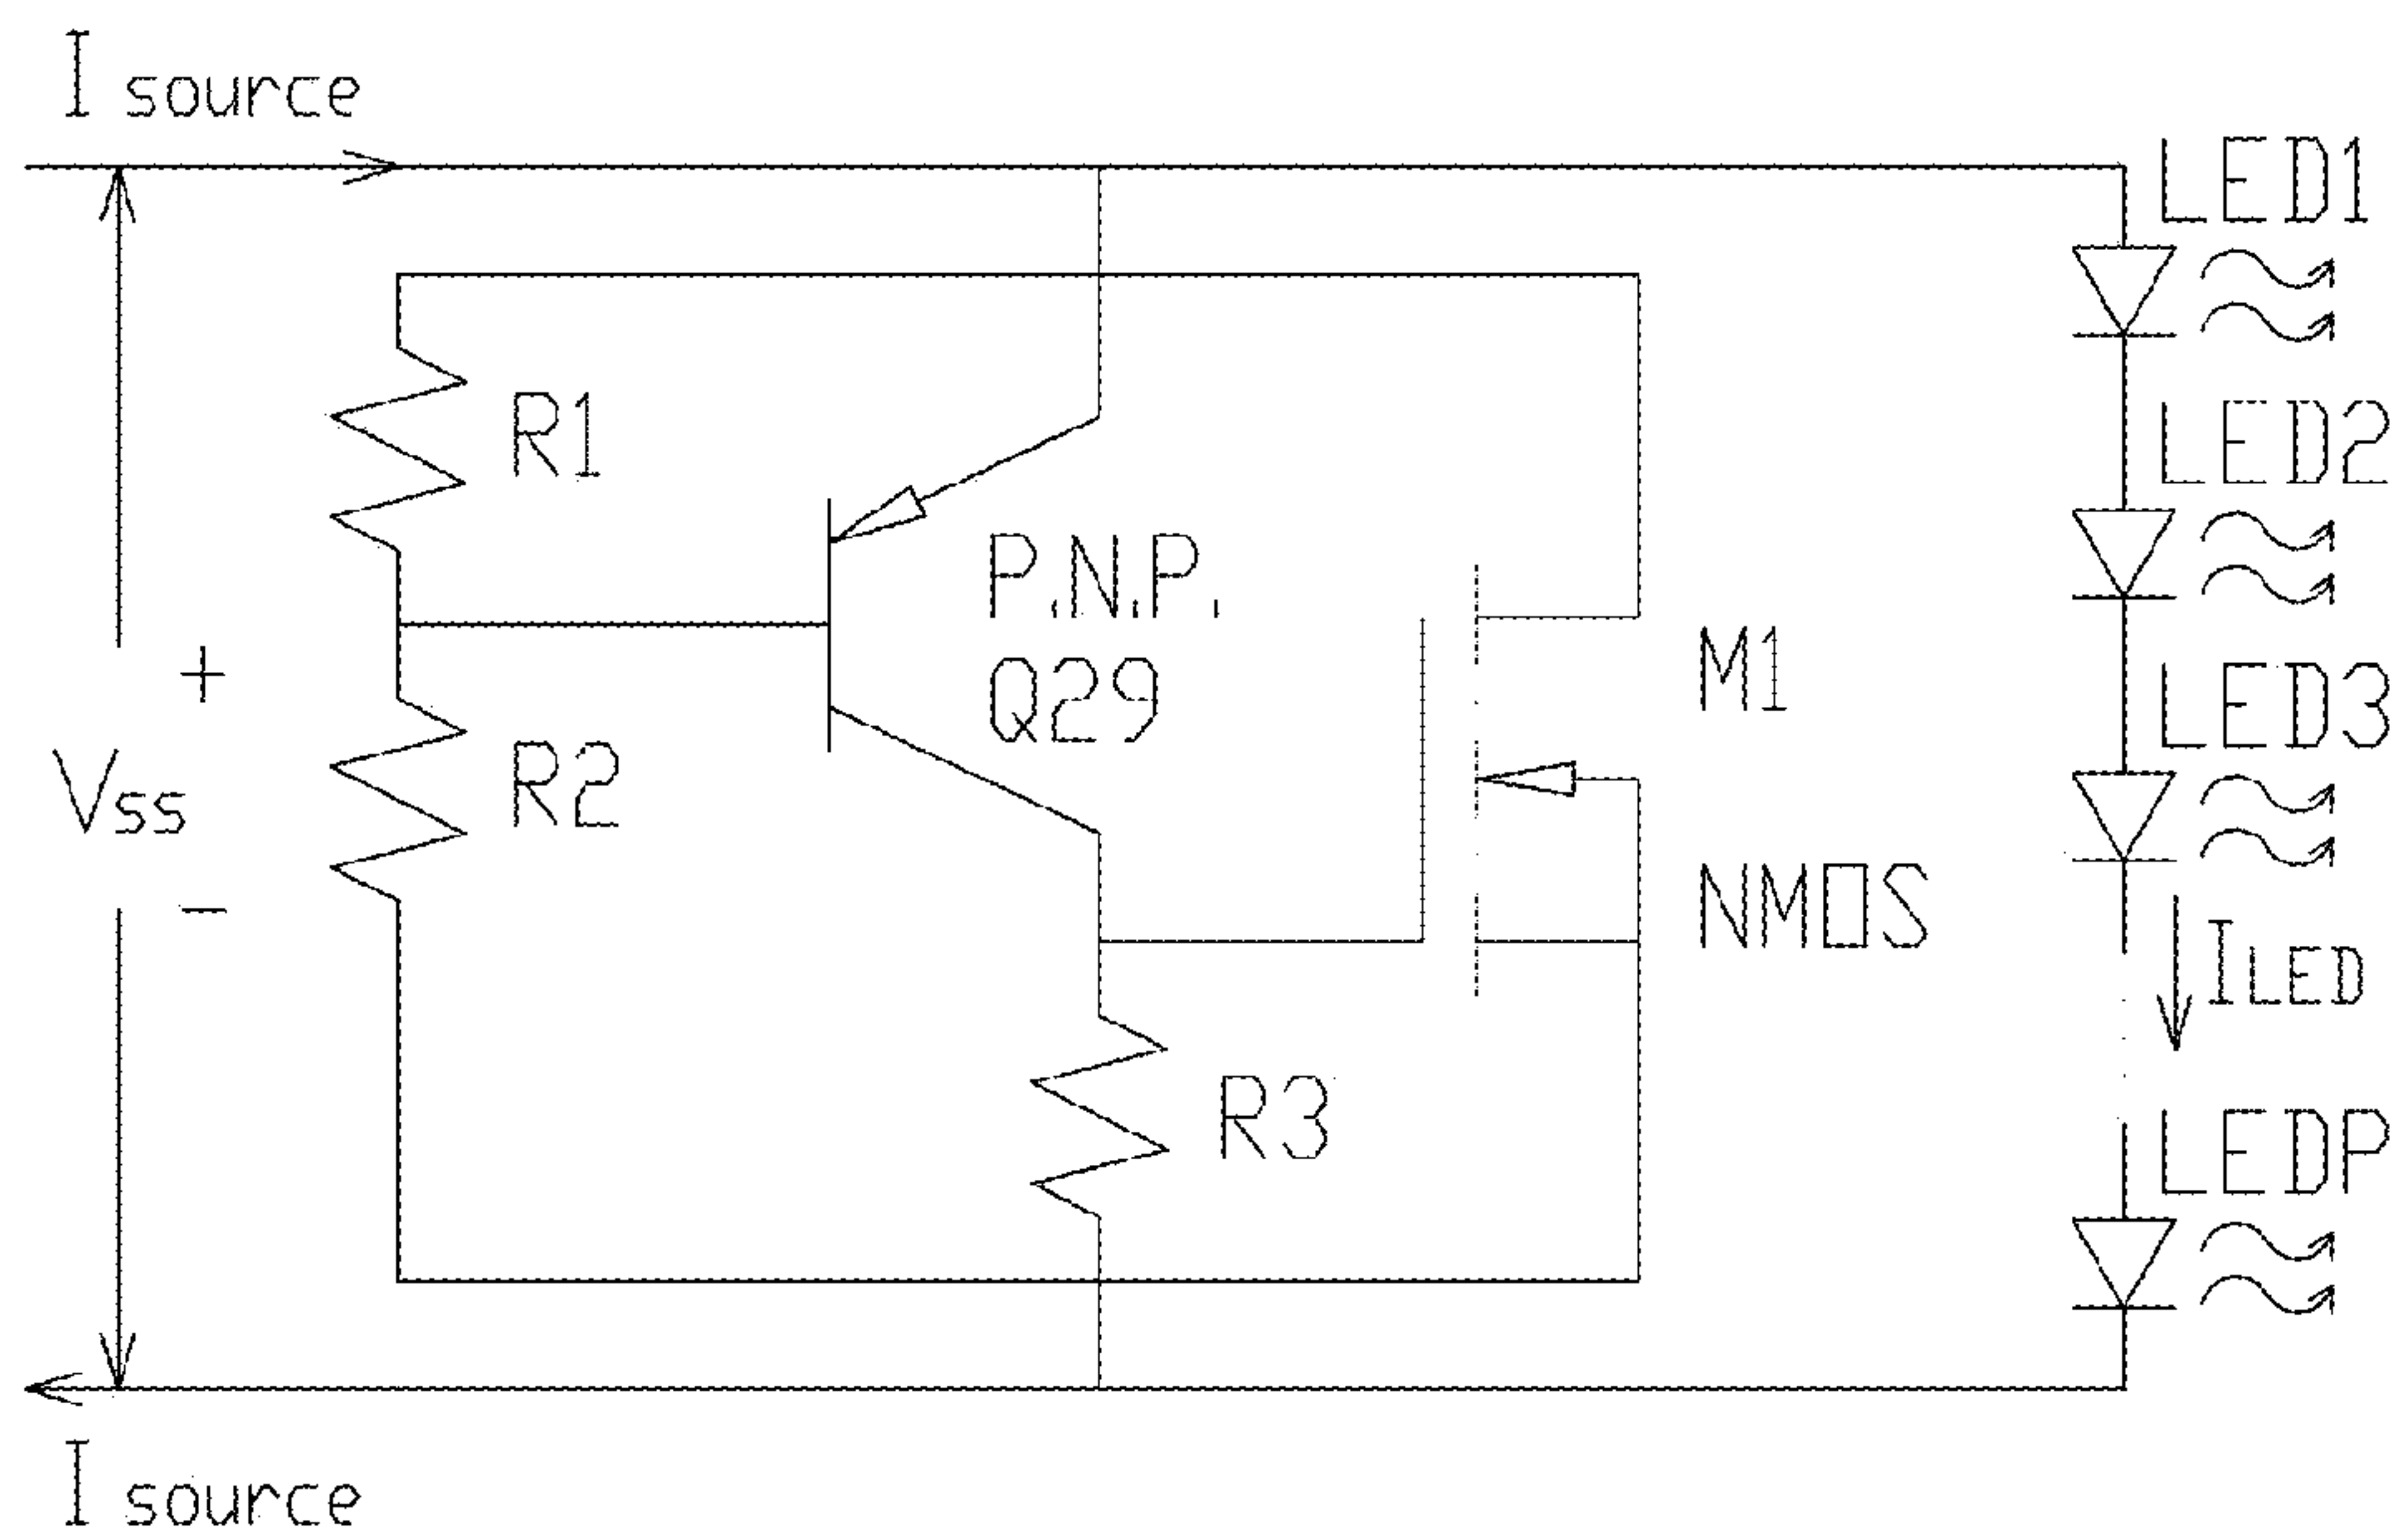 I source
LED1
R1
LED2
P.N.P.
Q29
M1
LED3
+
Vss
-
R2
NMOS
ILED
R3
LEDP
I source